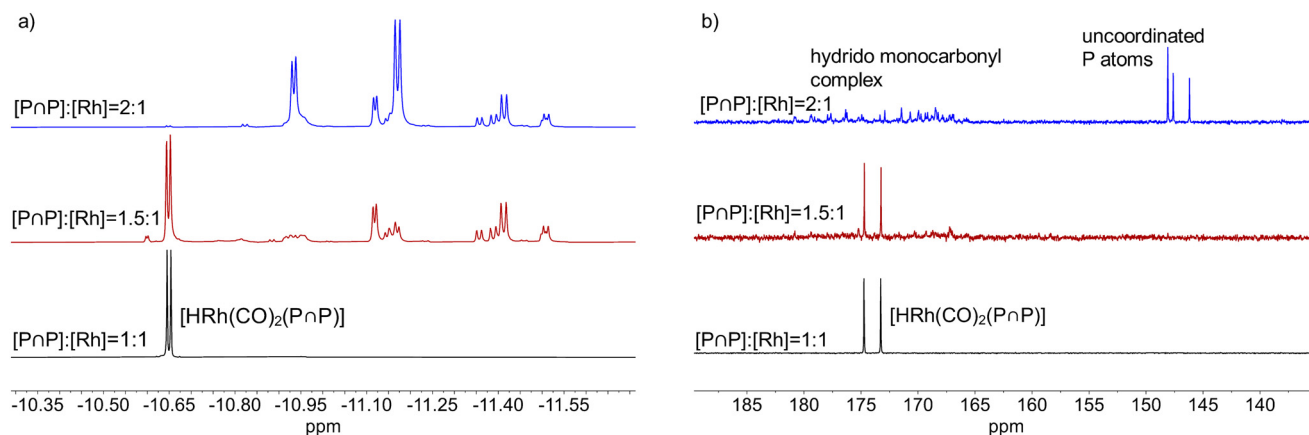 a)
[P∩P]:[Rh]=2:1
[P∩P]:[Rh]=1.5:1
[HRh(CO)₂(P∩P)]
[P∩P]:[Rh]=1:1
-10.35 -10.50 -10.65 -10.80 -10.95 -11.10 -11.25 -11.40 -11.55
ppm
b)
uncoordinated
P atoms
hydrido monocarbonyl
complex
[P∩P]:[Rh]=2:1
[P∩P]:[Rh]=1.5:1
[HRh(CO)₂(P∩P)]
[P∩P]:[Rh]=1:1
185 180 175 170 165 160 155 150 145 140
ppm